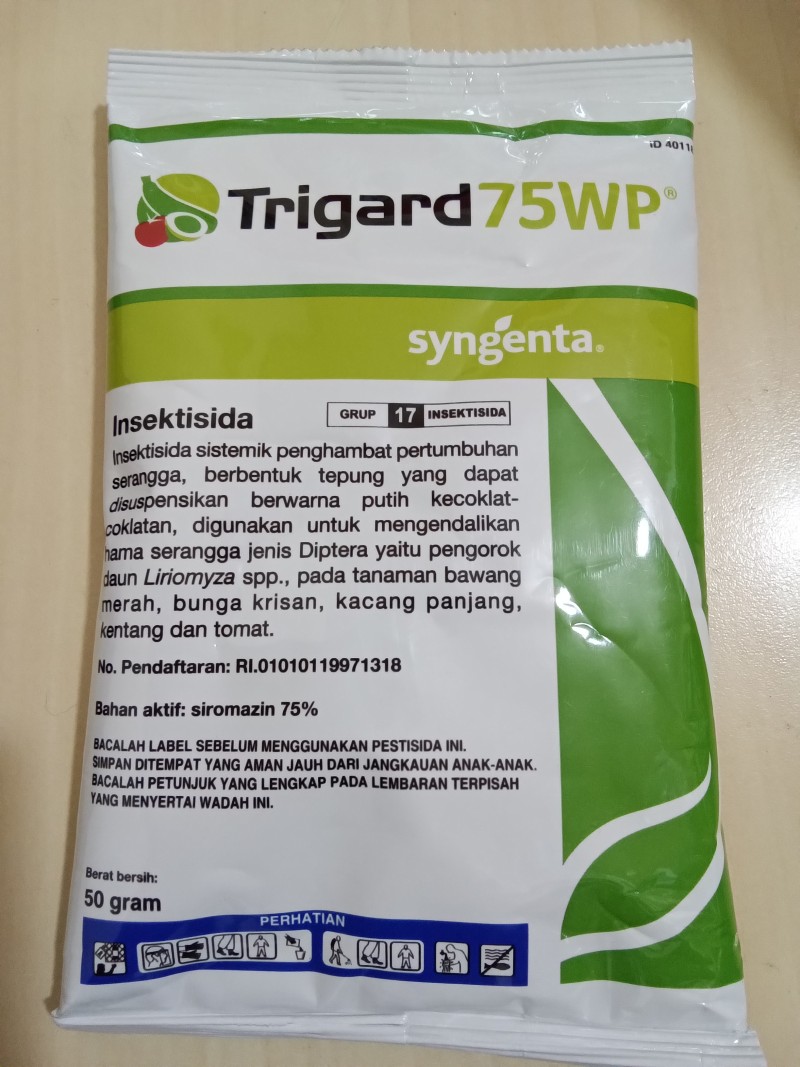 ID 4011
Trigard 75WP®
syngenta®
Insektisida
GRUP 17 INSEKTISIDA
Insektisida sistemik penghambat pertumbuhan
serangga, berbentuk tepung yang dapat
disuspensikan berwarna putih kecoklat-
coklatan, digunakan untuk mengendalikan
hama serangga jenis Diptera yaitu pengorok
daun Liriomyza spp., pada tanaman bawang
merah, bunga krisan, kacang panjang,
kentang dan tomat.
No. Pendaftaran: RI.01010119971318
Bahan aktif: siromazin 75%
BACALAH LABEL SEBELUM MENGGUNAKAN PESTISIDA INI.
SIMPAN DITEMPAT YANG AMAN JAUH DARI JANGKAUAN ANAK-ANAK.
BACALAH PETUNJUK YANG LENGKAP PADA LEMBARAN TERPISAH
YANG MENYERTAI WADAH INI.
Berat bersih:
50 gram
PERHATIAN